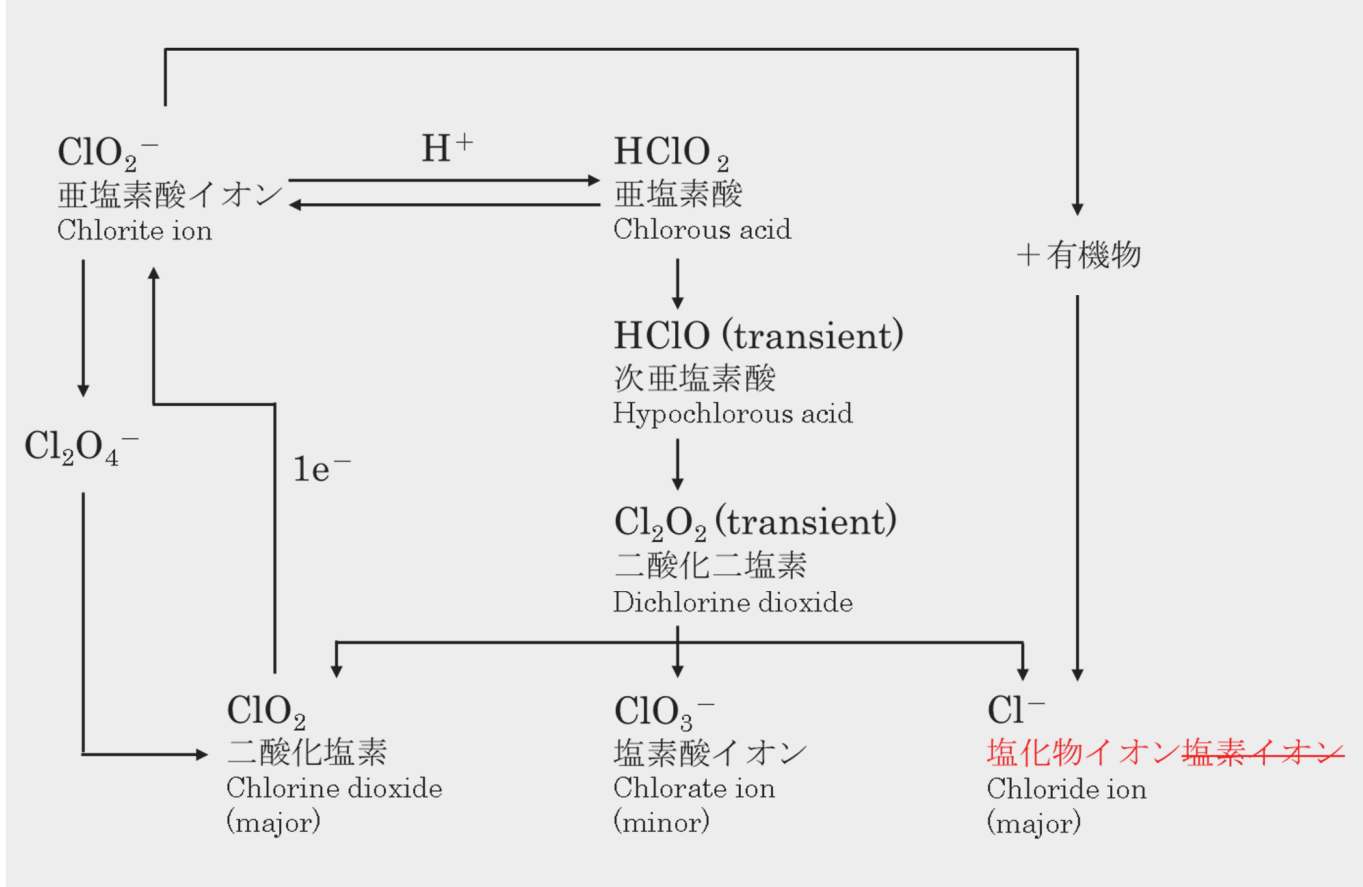 ClO₂⁻
亜塩素酸イオン
Chlorite ion
H⁺
HClO₂
亜塩素酸
Chlorous acid
+有機物
HClO (transient)
次亜塩素酸
Hypochlorous acid
Cl₂O₄⁻
1e⁻
Cl₂O₂ (transient)
二酸化二塩素
Dichlorine dioxide
ClO₂
二酸化塩素
Chlorine dioxide
(major)
ClO₃⁻
塩素酸イオン
Chlorate ion
(minor)
Cl⁻
塩化物イオン塩素イオン
Chloride ion
(major)